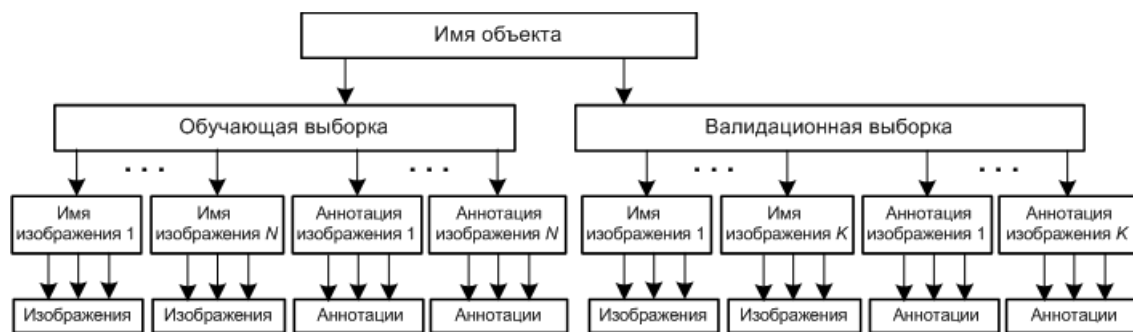 Имя объекта
Обучающая выборка
Валидационная выборка
. . .
. . .
. . .
. . .
Имя
изображения 1
Имя
изображения N
Аннотация
изображения 1
Аннотация
изображения N
Имя
изображения 1
Имя
изображения K
Аннотация
изображения 1
Аннотация
изображения K
Изображения
Изображения
Аннотации
Аннотации
Изображения
Изображения
Аннотации
Аннотации